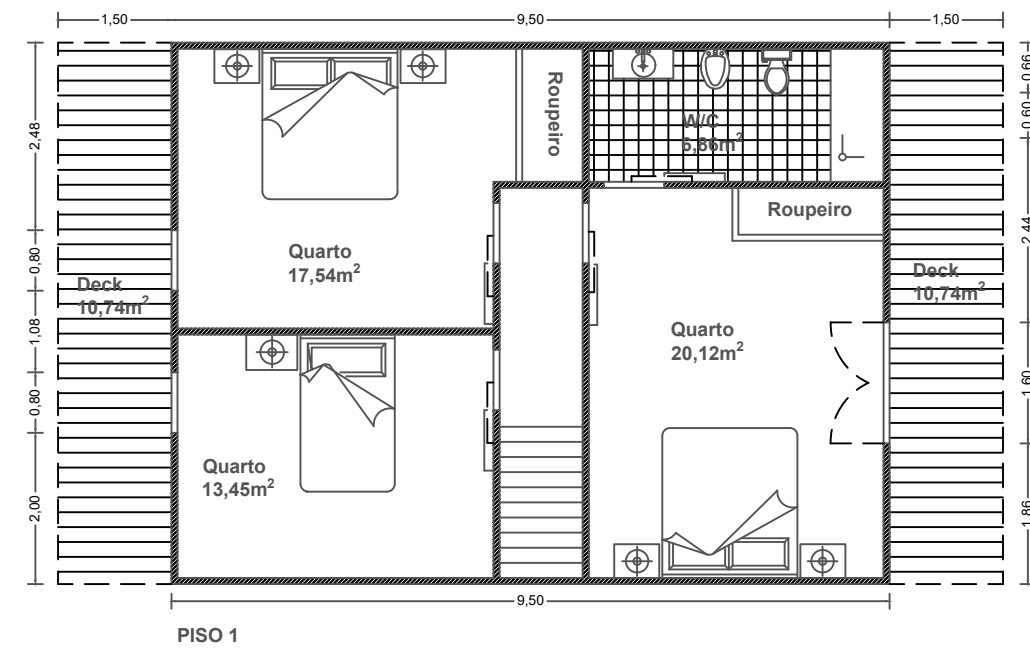 1,50
9,50
1,50
2,48
0,80
1,08
0,80
2,00
Deck
10,74m²
Quarto
17,54m²
Roupeiro
W/C
6,86m²
Roupeiro
Quarto
20,12m²
Quarto
13,45m²
Deck
10,74m²
0,66
0,60
2,44
1,60
1,86
9,50
PISO 1